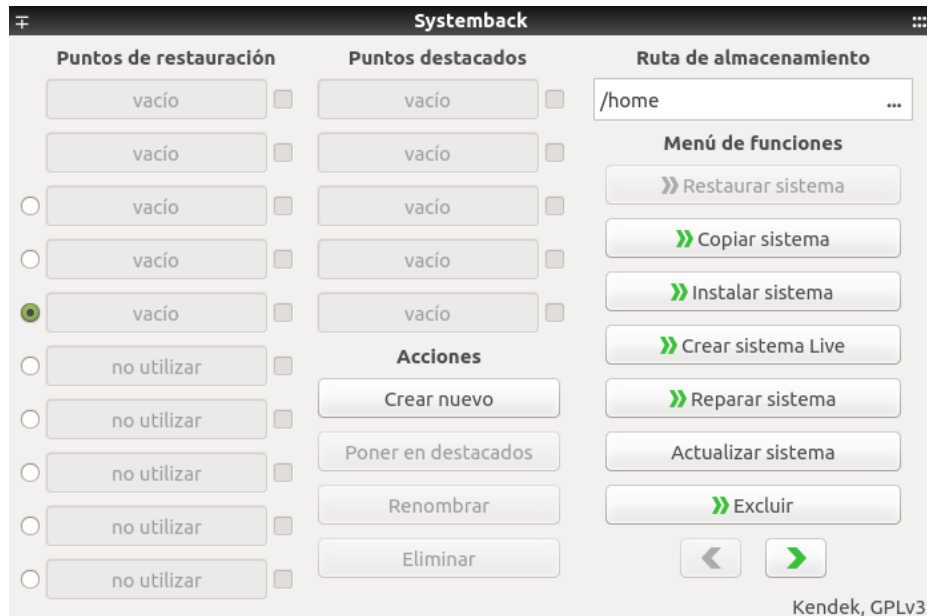 Systemback
Puntos de restauración
vacío
vacío
vacío
vacío
vacío
no utilizar
no utilizar
no utilizar
no utilizar
no utilizar
Puntos destacados
vacío
vacío
vacío
vacío
vacío
Acciones
Crear nuevo
Poner en destacados
Renombrar
Eliminar
Ruta de almacenamiento
/home ...
Menú de funciones
Restaurar sistema
Copiar sistema
Instalar sistema
Crear sistema Live
Reparar sistema
Actualizar sistema
Excluir
Kendek, GPLv3